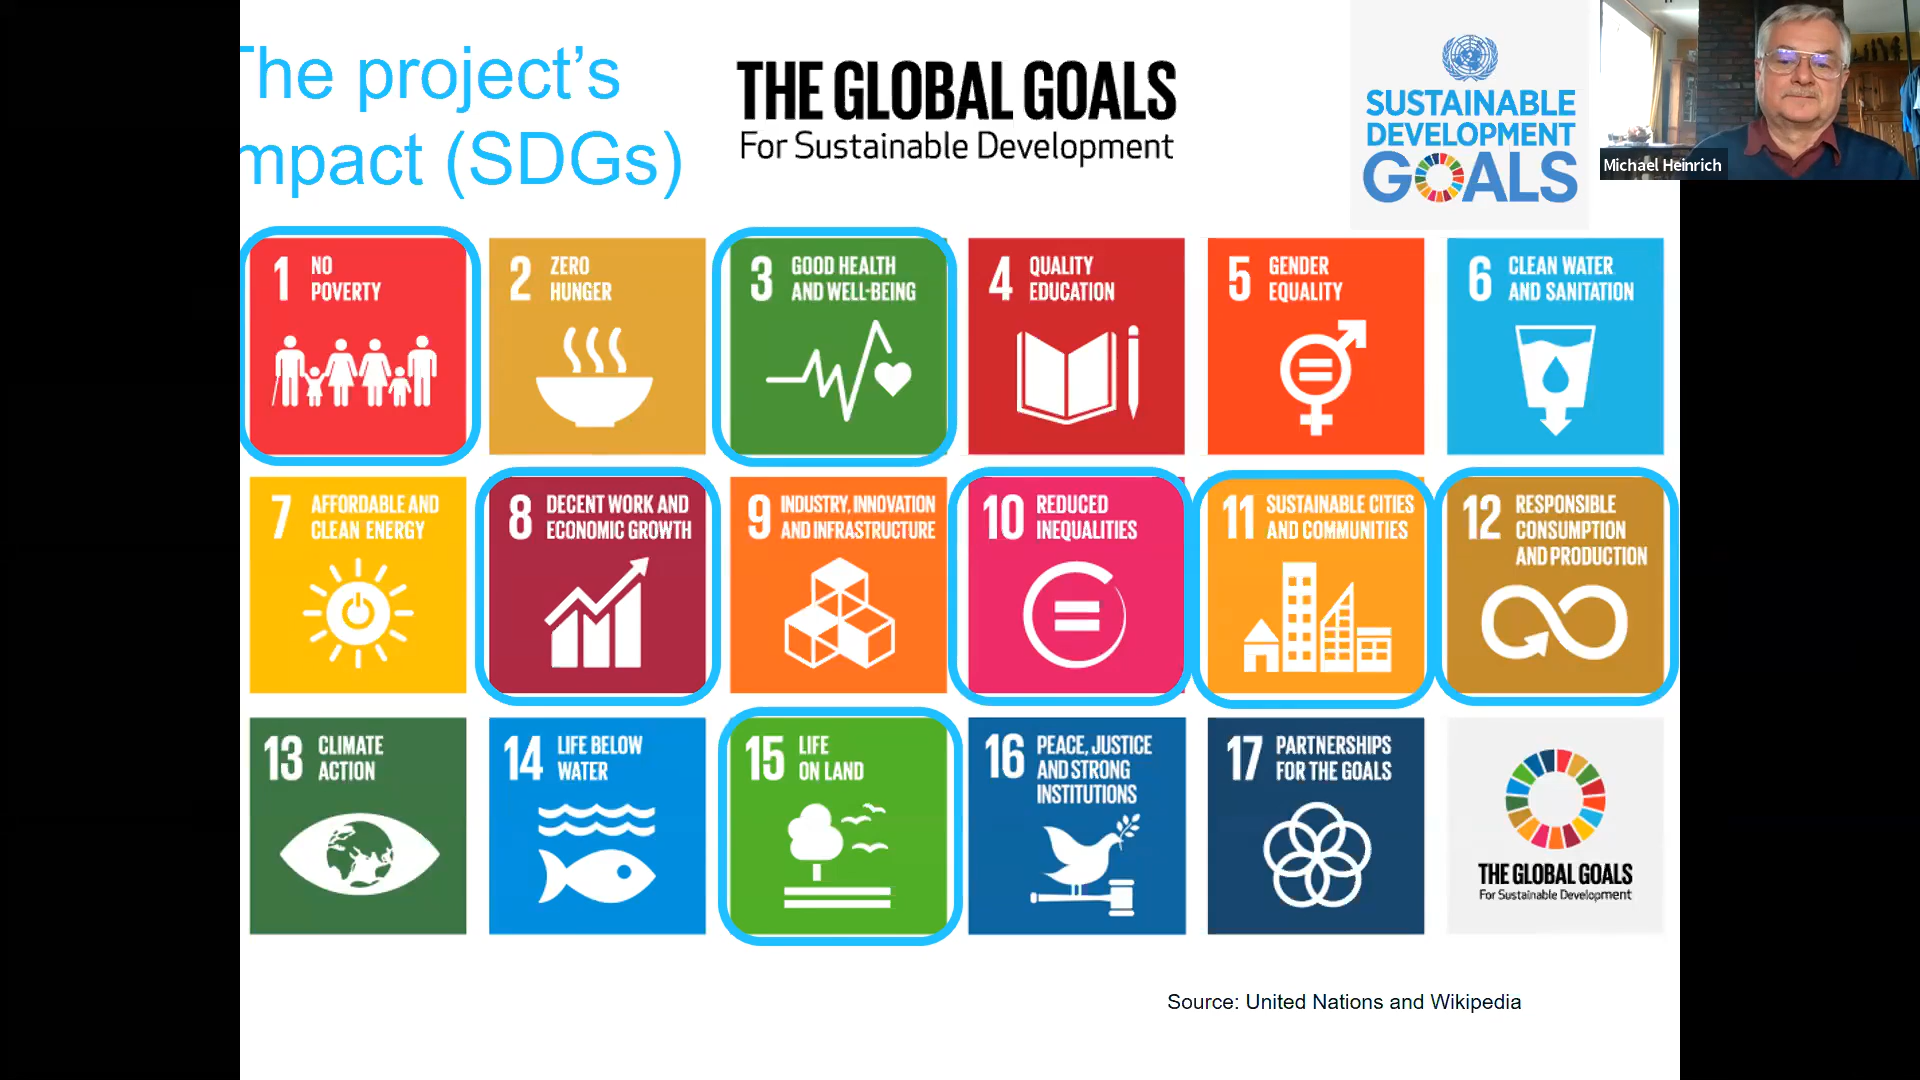 The project's
mpact (SDGs)
THE GLOBAL GOALS
For Sustainable Development
SUSTAINABLE
DEVELOPMENT
GOALS
Michael Heinrich
1 NO
POVERTY
2 ZERO
HUNGER
3 GOOD HEALTH
AND WELL-BEING
4 QUALITY
EDUCATION
5 GENDER
EQUALITY
6 CLEAN WATER
AND SANITATION
7 AFFORDABLE AND
CLEAN ENERGY
8 DECENT WORK AND
ECONOMIC GROWTH
9 INDUSTRY, INNOVATION
AND INFRASTRUCTURE
10 REDUCED
INEQUALITIES
11 SUSTAINABLE CITIES
AND COMMUNITIES
12 RESPONSIBLE
CONSUMPTION
AND PRODUCTION
13 CLIMATE
ACTION
14 LIFE BELOW
WATER
15 LIFE
ON LAND
16 PEACE, JUSTICE
AND STRONG
INSTITUTIONS
17 PARTNERSHIPS
FOR THE GOALS
THE GLOBAL GOALS
For Sustainable Development
Source: United Nations and Wikipedia